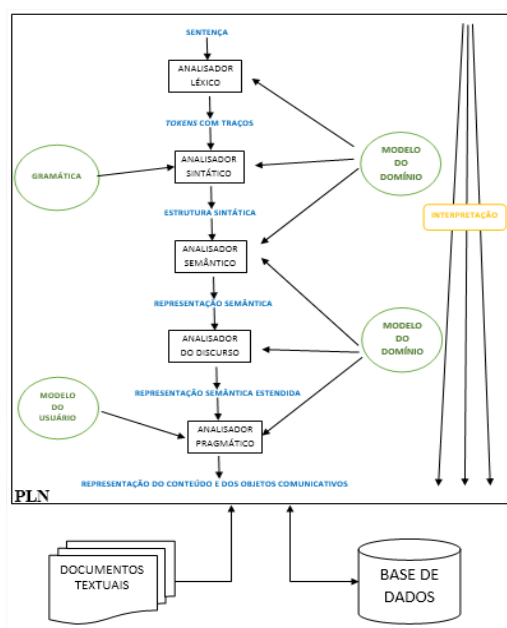 SENTENÇA
ANALISADOR
LÉXICO
TOKENS COM TRAÇOS
GRAMÁTICA
ANALISADOR
SINTÁTICO
MODELO
DO
DOMÍNIO
ESTRUTURA SINTÁTICA
INTERPRETAÇÃO
ANALISADOR
SEMÂNTICO
REPRESENTAÇÃO SEMÂNTICA
ANALISADOR
DO DISCURSO
MODELO
DO
DOMÍNIO
REPRESENTAÇÃO SEMÂNTICA ESTENDIDA
MODELO
DO
USUÁRIO
ANALISADOR
PRAGMÁTICO
REPRESENTAÇÃO DO CONTEÚDO E DOS OBJETOS COMUNICATIVOS
PLN
DOCUMENTOS
TEXTUAIS
BASE DE
DADOS